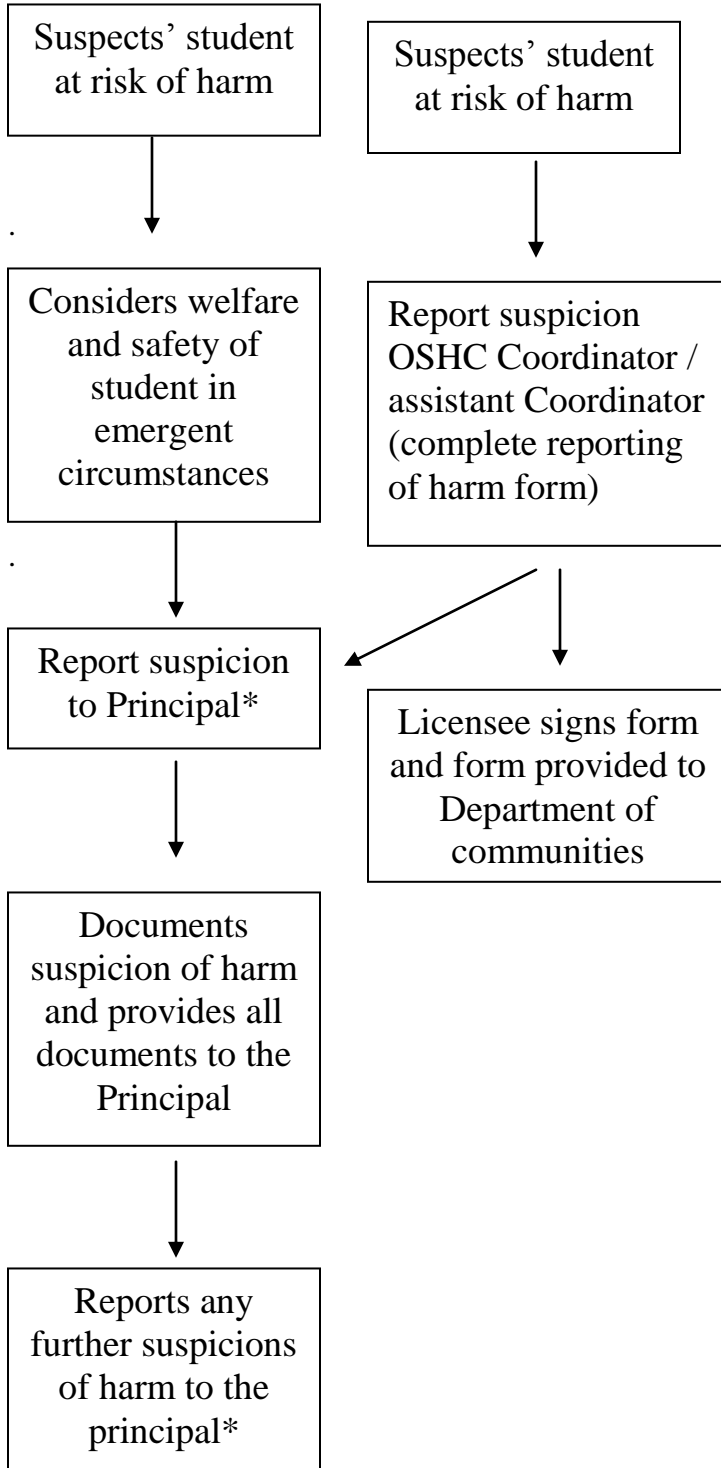 Suspects’ student
at risk of harm
.
Considers welfare
and safety of
student in
emergent
circumstances
.
Report suspicion
to Principal*
Documents
suspicion of harm
and provides all
documents to the
Principal
Reports any
further suspicions
of harm to the
principal*
Suspects’ student
at risk of harm
Report suspicion
OSHC Coordinator /
assistant Coordinator
(complete reporting
of harm form)
Licensee signs form
and form provided to
Department of
communities